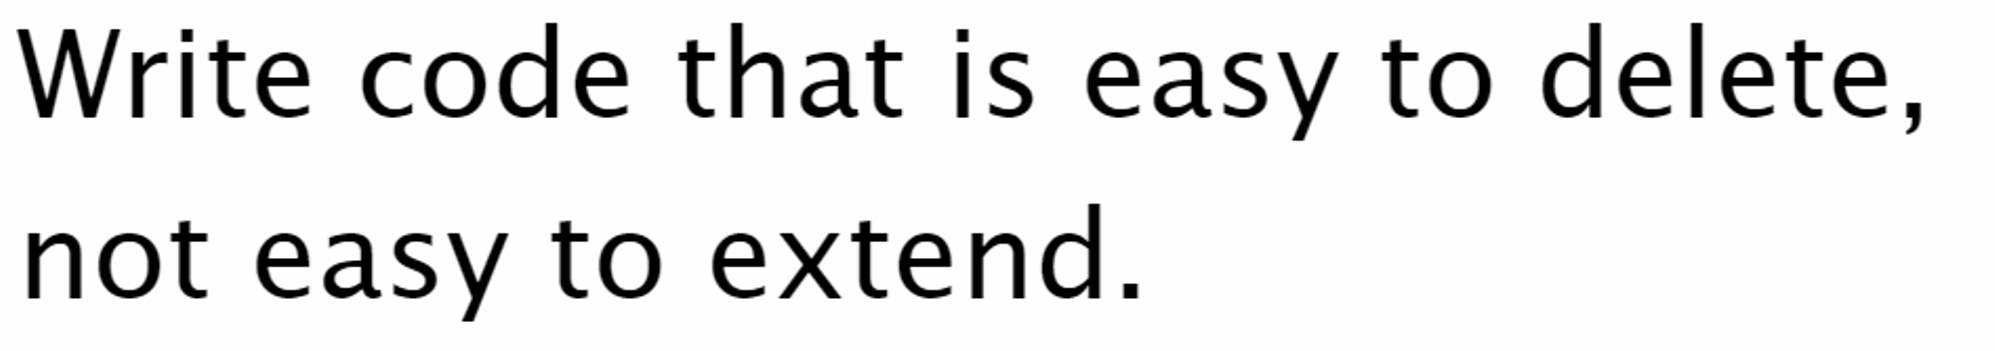 Write code that is easy to delete,
not easy to extend.